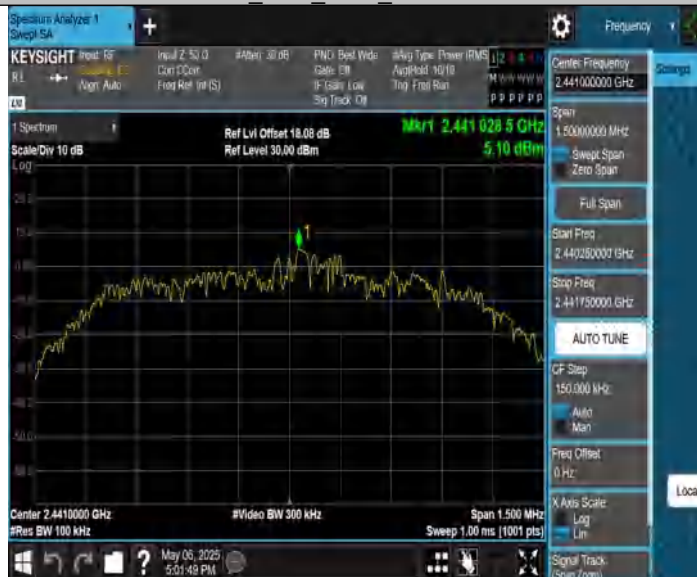 Spectrum Analyzer 1
Swept SA
+
Frequency
KEYSIGHT Input: RF
Input Z: 50 Ω
#Atten: 30 dB
PNO: Best Wide
#Avg Type: Power (RMS
RL
Align: Auto
Corr CCorr
Freq Ref: Int (S)
Gate: Off
IF Gain: Low
Sig Track: Off
Avg|Hold: 10/10
Trig: Free Run
P P P P P P
LXI
Center Frequency
2.441000000 GHz
Settings
Span
1.50000000 MHz
Swept Span
Zero Span
Full Span
Start Freq
2.440250000 GHz
Stop Freq
2.441750000 GHz
AUTO TUNE
CF Step
150.000 kHz
Auto
Man
Freq Offset
0 Hz
X Axis Scale
Log
Lin
Signal Track
(Span Zoom)
Local
1 Spectrum
Scale/Div 10 dB
Log
Ref Lvl Offset 18.08 dB
Ref Level 30.00 dBm
Mkr1 2.441 028 5 GHz
5.10 dBm
1
Center 2.4410000 GHz
#Res BW 100 kHz
#Video BW 300 kHz
Span 1.500 MHz
Sweep 1.00 ms (1001 pts)
?
May 06, 2025
5:01:49 PM